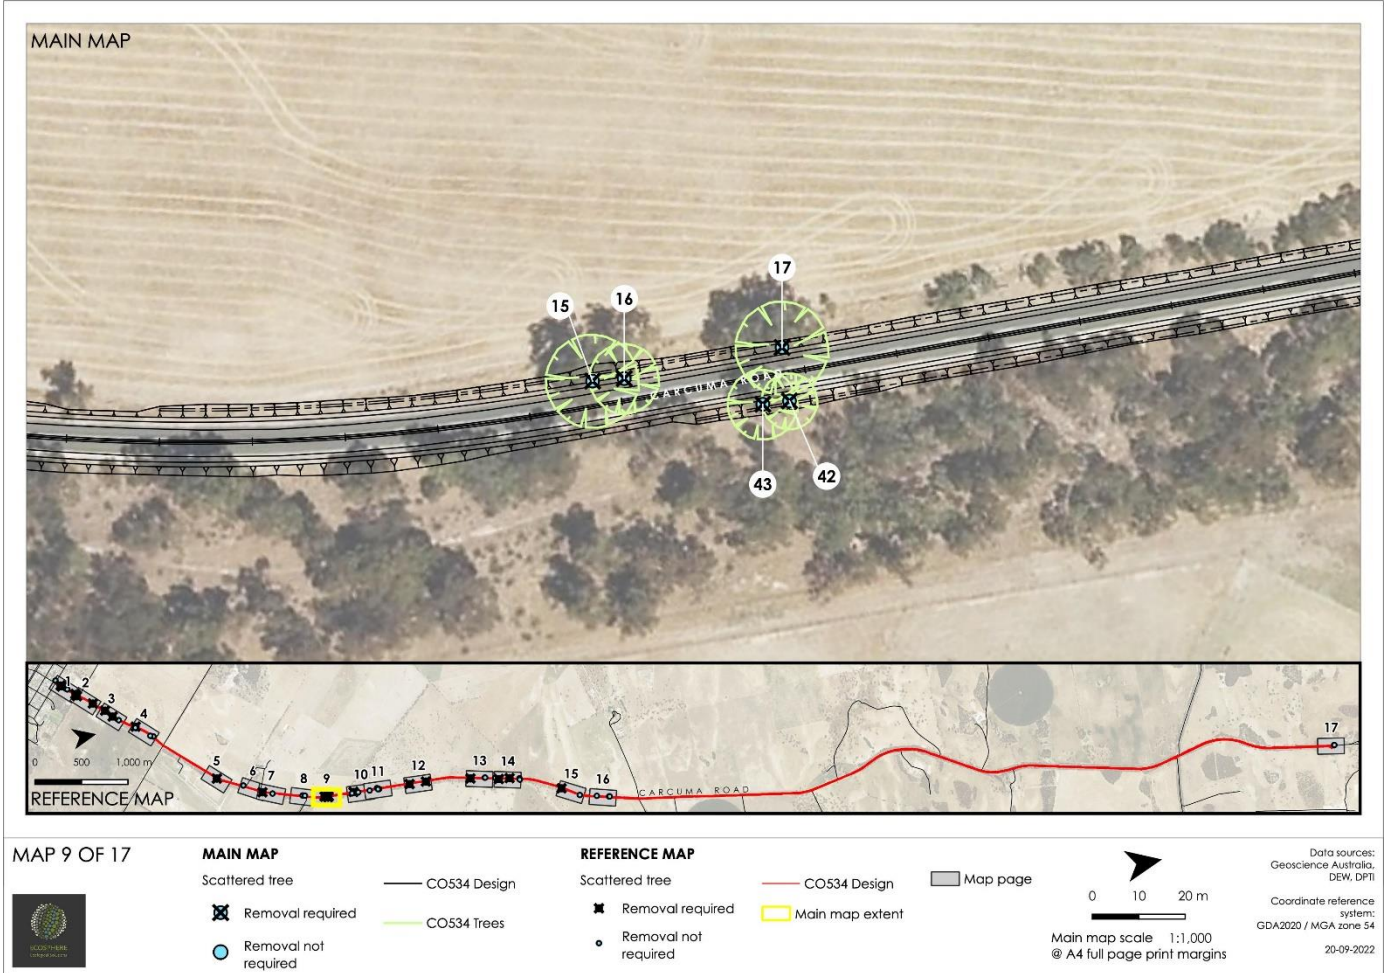 MAIN MAP
17
15
16
CARCUMA ROAD
43
42
1
2
3
4
5
6
7
8
9
10
11
12
13
14
15
16
17
0 500 1,000 m
CARCUMA ROAD
REFERENCE MAP
MAP 9 OF 17
MAIN MAP
Scattered tree
Removal required
Removal not
required
CO534 Design
CO534 Trees
REFERENCE MAP
Scattered tree
Removal required
Removal not
required
CO534 Design
Main map extent
Map page
0 10 20 m
Main map scale 1:1,000
@ A4 full page print margins
Data sources:
Geoscience Australia,
DEW, DPTI
Coordinate reference
system:
GDA2020 / MGA zone 54
20-09-2022
ECOSPHERE